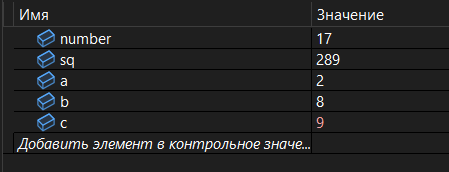 Имя Значение
number 17
sq 289
a 2
b 8
c 9
Добавить элемент в контрольное значе...